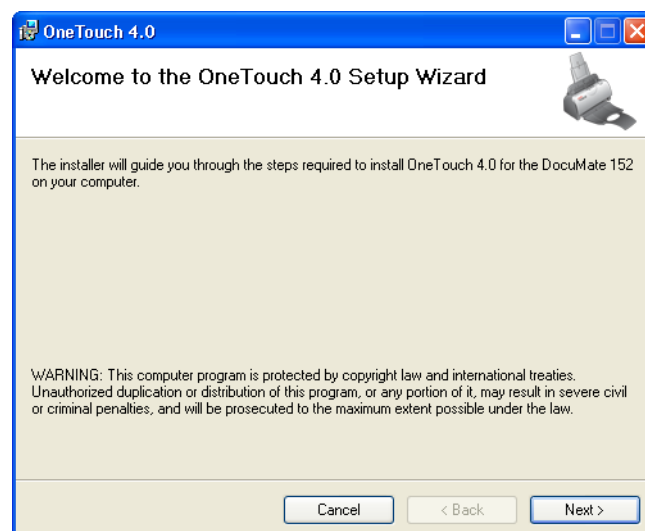 OneTouch 4.0
Welcome to the OneTouch 4.0 Setup Wizard
The installer will guide you through the steps required to install OneTouch 4.0 for the DocuMate 152
on your computer.
WARNING: This computer program is protected by copyright law and international treaties.
Unauthorized duplication or distribution of this program, or any portion of it, may result in severe civil
or criminal penalties, and will be prosecuted to the maximum extent possible under the law.
Cancel < Back Next >